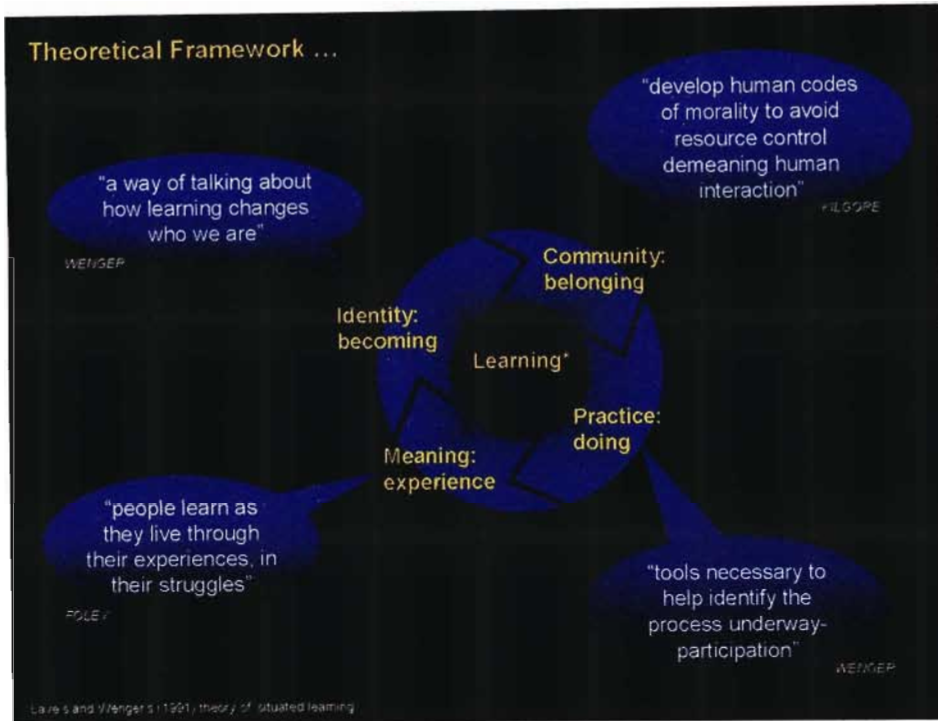 Theoretical Framework ...
"develop human codes
of morality to avoid
resource control
demeaning human
interaction"
KILGORE
"a way of talking about
how learning changes
who we are"
WENGER
Community:
belonging
Identity:
becoming
Learning*
Practice:
doing
Meaning:
experience
"people learn as
they live through
their experiences, in
their struggles"
FOLEY
"tools necessary to
help identify the
process underway-
participation"
WENGER
Lave's and Wenger's (1991) theory of situated learning